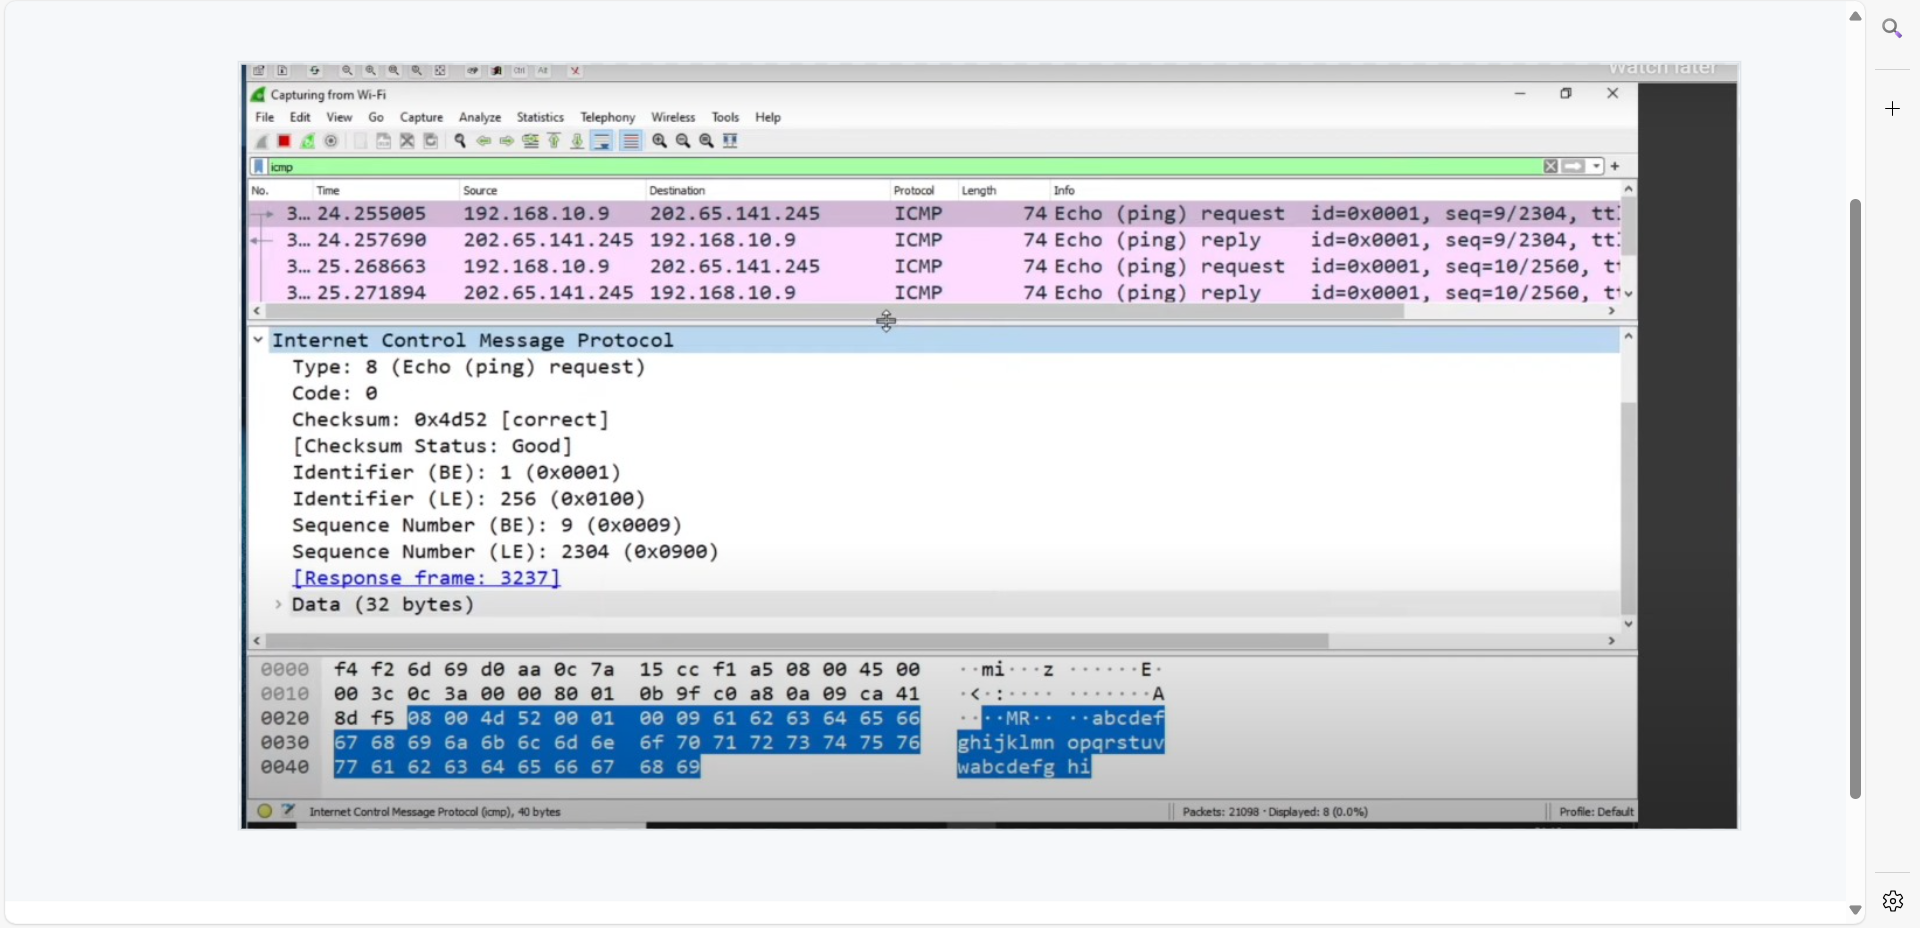 Watch later
Capturing from Wi-Fi
File Edit View Go Capture Analyze Statistics Telephony Wireless Tools Help
icmp
No. Time Source Destination Protocol Length Info
3... 24.255005 192.168.10.9 202.65.141.245 ICMP 74 Echo (ping) request id=0x0001, seq=9/2304, ttl
3... 24.257690 202.65.141.245 192.168.10.9 ICMP 74 Echo (ping) reply id=0x0001, seq=9/2304, ttl
3... 25.268663 192.168.10.9 202.65.141.245 ICMP 74 Echo (ping) request id=0x0001, seq=10/2560, tt
3... 25.271894 202.65.141.245 192.168.10.9 ICMP 74 Echo (ping) reply id=0x0001, seq=10/2560, tt
Internet Control Message Protocol
Type: 8 (Echo (ping) request)
Code: 0
Checksum: 0x4d52 [correct]
[Checksum Status: Good]
Identifier (BE): 1 (0x0001)
Identifier (LE): 256 (0x0100)
Sequence Number (BE): 9 (0x0009)
Sequence Number (LE): 2304 (0x0900)
[Response frame: 3237]
Data (32 bytes)
0000 f4 f2 6d 69 d0 aa 0c 7a 15 cc f1 a5 08 00 45 00 ··mi···z ······E·
0010 00 3c 0c 3a 00 00 80 01 0b 9f c0 a8 0a 09 ca 41 ·<·:···· ·······A
0020 8d f5 08 00 4d 52 00 01 00 09 61 62 63 64 65 66 ····MR·· ··abcdef
0030 67 68 69 6a 6b 6c 6d 6e 6f 70 71 72 73 74 75 76 ghijklmn opqrstuv
0040 77 61 62 63 64 65 66 67 68 69 wabcdefg hi
Internet Control Message Protocol (icmp), 40 bytes Packets: 21098 · Displayed: 8 (0.0%) Profile: Default